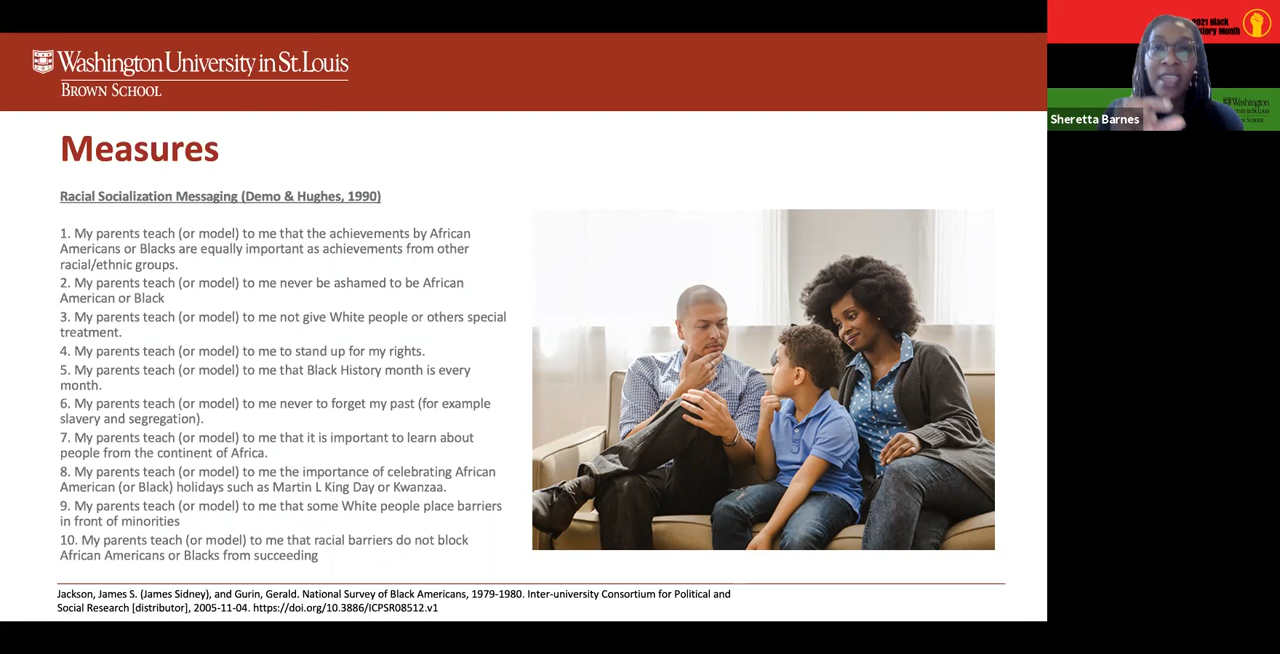 Washington University in St. Louis
BROWN SCHOOL
Measures
Racial Socialization Messaging (Demo & Hughes, 1990)
1. My parents teach (or model) to me that the achievements by African
Americans or Blacks are equally important as achievements from other
racial/ethnic groups.
2. My parents teach (or model) to me never be ashamed to be African
American or Black
3. My parents teach (or model) to me not give White people or others special
treatment.
4. My parents teach (or model) to me to stand up for my rights.
5. My parents teach (or model) to me that Black History month is every
month.
6. My parents teach (or model) to me never to forget my past (for example
slavery and segregation).
7. My parents teach (or model) to me that it is important to learn about
people from the continent of Africa.
8. My parents teach (or model) to me the importance of celebrating African
American (or Black) holidays such as Martin L King Day or Kwanzaa.
9. My parents teach (or model) to me that some White people place barriers
in front of minorities
10. My parents teach (or model) to me that racial barriers do not block
African Americans or Blacks from succeeding
Jackson, James S. (James Sidney), and Gurin, Gerald. National Survey of Black Americans, 1979-1980. Inter-university Consortium for Political and
Social Research [distributor], 2005-11-04. https://doi.org/10.3886/ICPSR08512.v1
2021 Black
Month
Washington
Sheretta Barnes